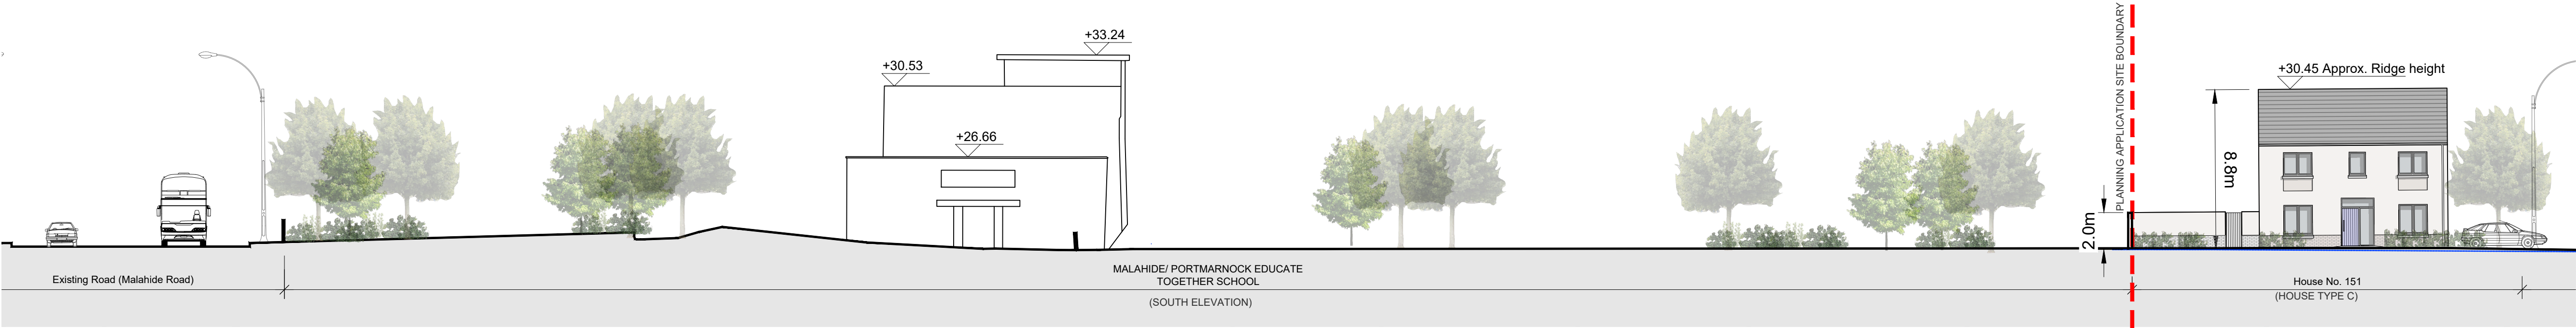 +33.24
+30.53
+26.66
PLANNING APPLICATION SITE BOUNDARY
+30.45 Approx. Ridge height
8.8m
2.0m
Existing Road (Malahide Road)
MALAHIDE/ PORTMARNOCK EDUCATE
TOGETHER SCHOOL
(SOUTH ELEVATION)
House No. 151
(HOUSE TYPE C)